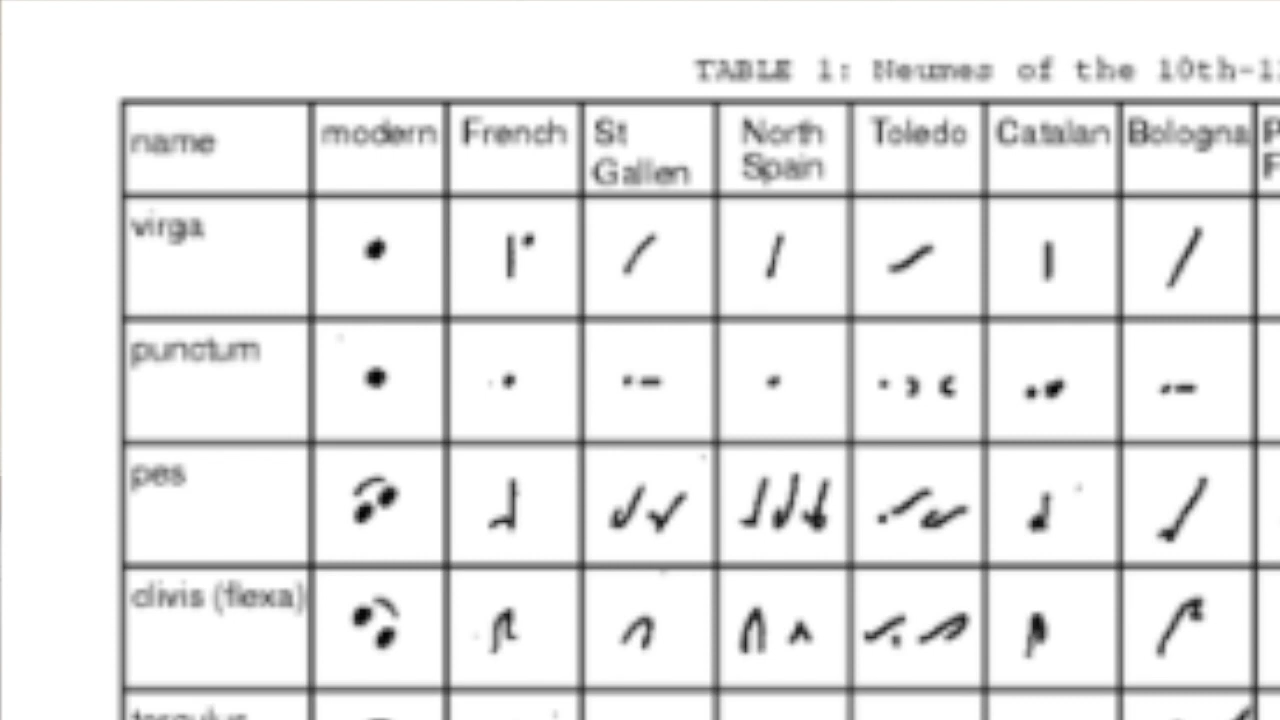 TABLE 1: Neumes of the 10th-1
name modern French St Gallen North Spain Toledo Catalan Bologna
virga
punctum
pes
clivis (flexa)
torculus